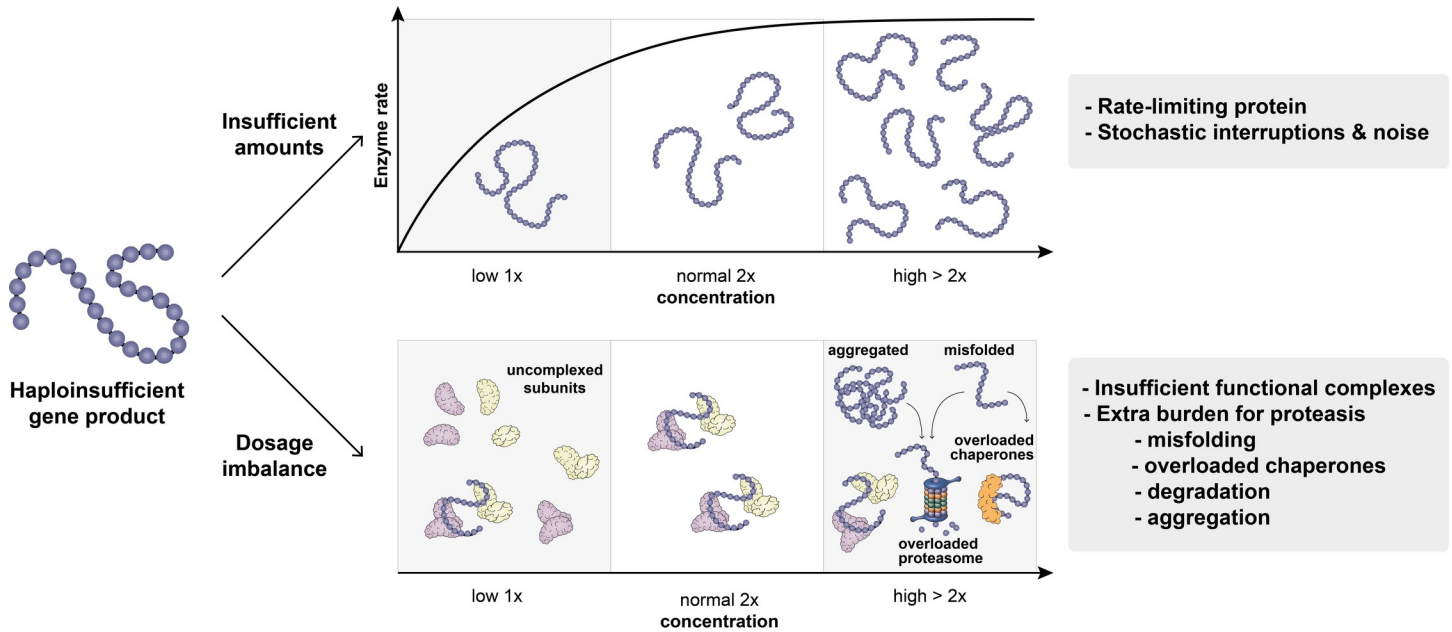 Haploinsufficient
gene product
Insufficient
amounts
Enzyme rate
low 1x
normal 2x
high > 2x
concentration
- Rate-limiting protein
- Stochastic interruptions & noise
Dosage
imbalance
uncomplexed
subunits
aggregated
misfolded
overloaded
chaperones
overloaded
proteasome
low 1x
normal 2x
high > 2x
concentration
- Insufficient functional complexes
- Extra burden for proteasis
- misfolding
- overloaded chaperones
- degradation
- aggregation